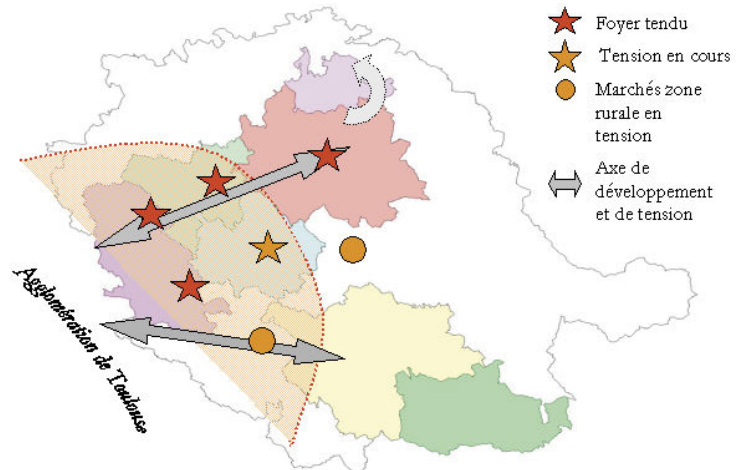 Foyer tendu
Tension en cours
Marchés zone
rurale en
tension
Axe de
développement
et de tension
Agglomération de Toulouse